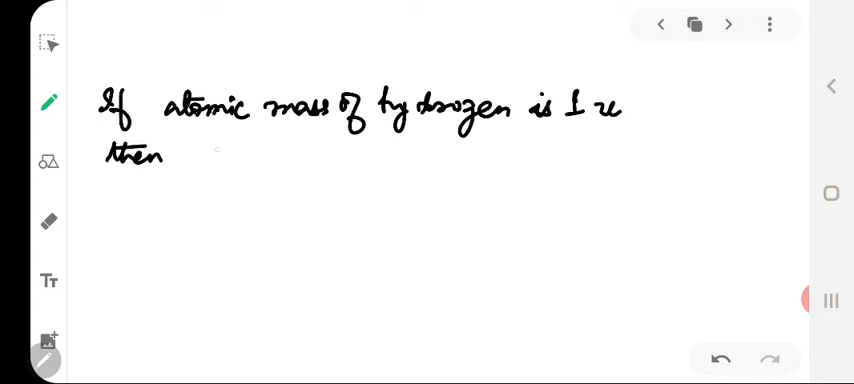 If atomic mass of hydrogen is 1 u
then